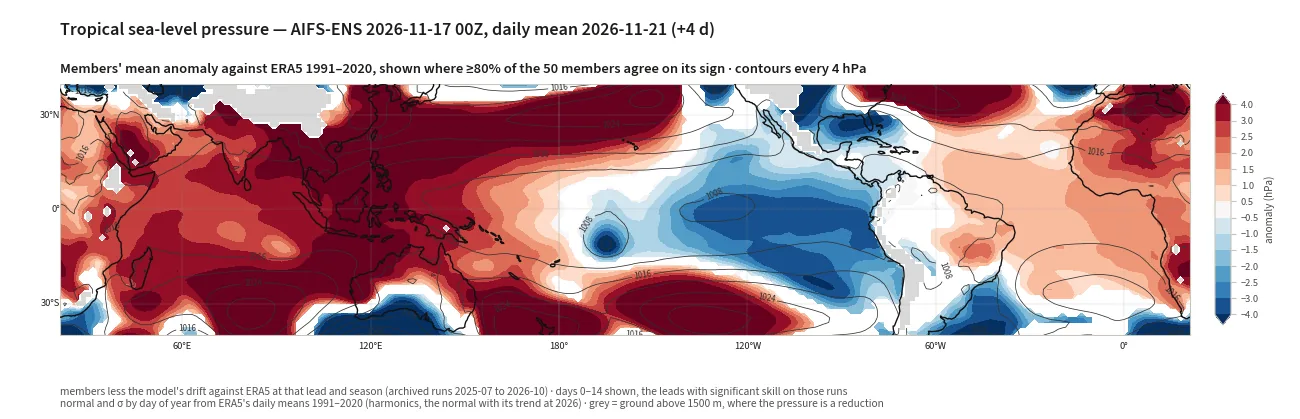 Tropical sea-level pressure — AIFS-ENS 2026-11-17 00Z, daily mean 2026-11-21 (+4 d)
Members' mean anomaly against ERA5 1991–2020, shown where ≥80% of the 50 members agree on its sign · contours every 4 hPa
30°N
0°
30°S
60°E
120°E
180°
120°W
60°W
0°
1016
1016
1016
1008
1008
1016
1024
1008
1016
1016
1016
4.0
3.0
2.5
2.0
1.5
1.0
0.5
−0.5
−1.0
−1.5
−2.0
−2.5
−3.0
−4.0
anomaly (hPa)
members less the model's drift against ERA5 at that lead and season (archived runs 2025-07 to 2026-10) · days 0–14 shown, the leads with significant skill on those runs
normal and σ by day of year from ERA5's daily means 1991–2020 (harmonics, the normal with its trend at 2026) · grey = ground above 1500 m, where the pressure is a reduction